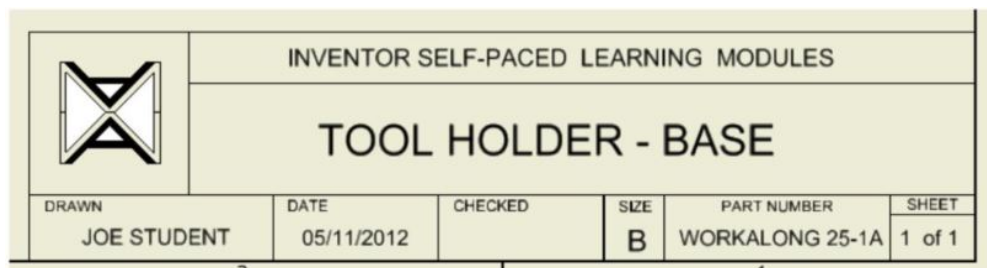 INVENTOR SELF-PACED LEARNING MODULES
TOOL HOLDER - BASE
DRAWN DATE CHECKED SIZE PART NUMBER SHEET
JOE STUDENT 05/11/2012 B WORKALONG 25-1A 1 of 1